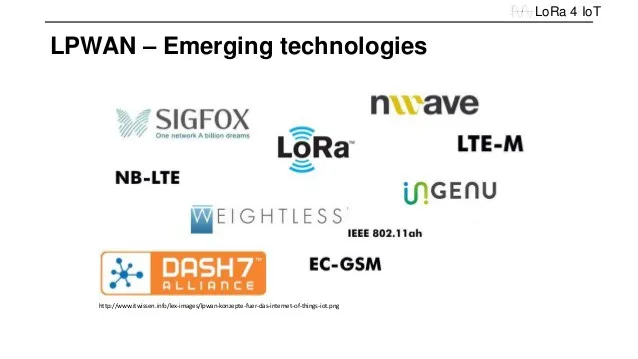 LoRa 4 IoT
LPWAN – Emerging technologies
nwave
SIGFOX
One network A billion dreams
LoRa™
LTE-M
NB-LTE
inGENU
WEIGHTLESS
IEEE 802.11ah
DASH7™
ALLIANCE
EC-GSM
http://www.itwissen.info/lex-images/lpwan-konzepte-fuer-das-internet-of-things-iot.png